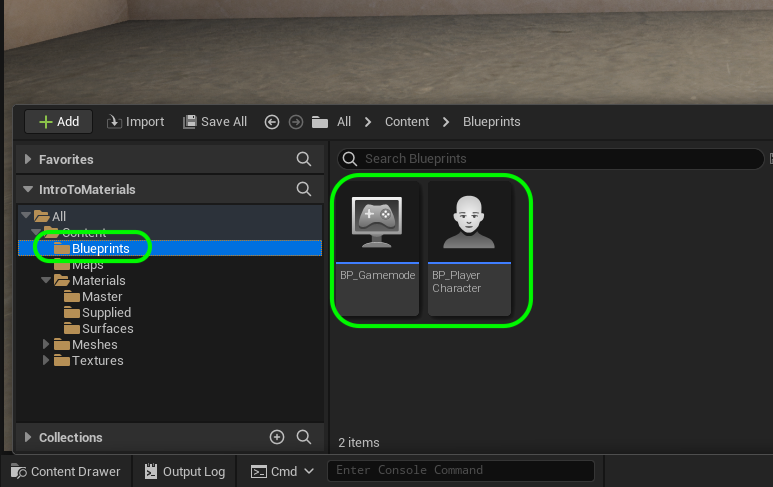 Add
Import
Save All
All
Content
Blueprints
Favorites
IntroToMaterials
All
Content
Blueprints
Maps
Materials
Master
Supplied
Surfaces
Meshes
Textures
Collections
Search Blueprints
BP_Gamemode
BP_Player
Character
2 items
Content Drawer
Output Log
Cmd
Enter Console Command